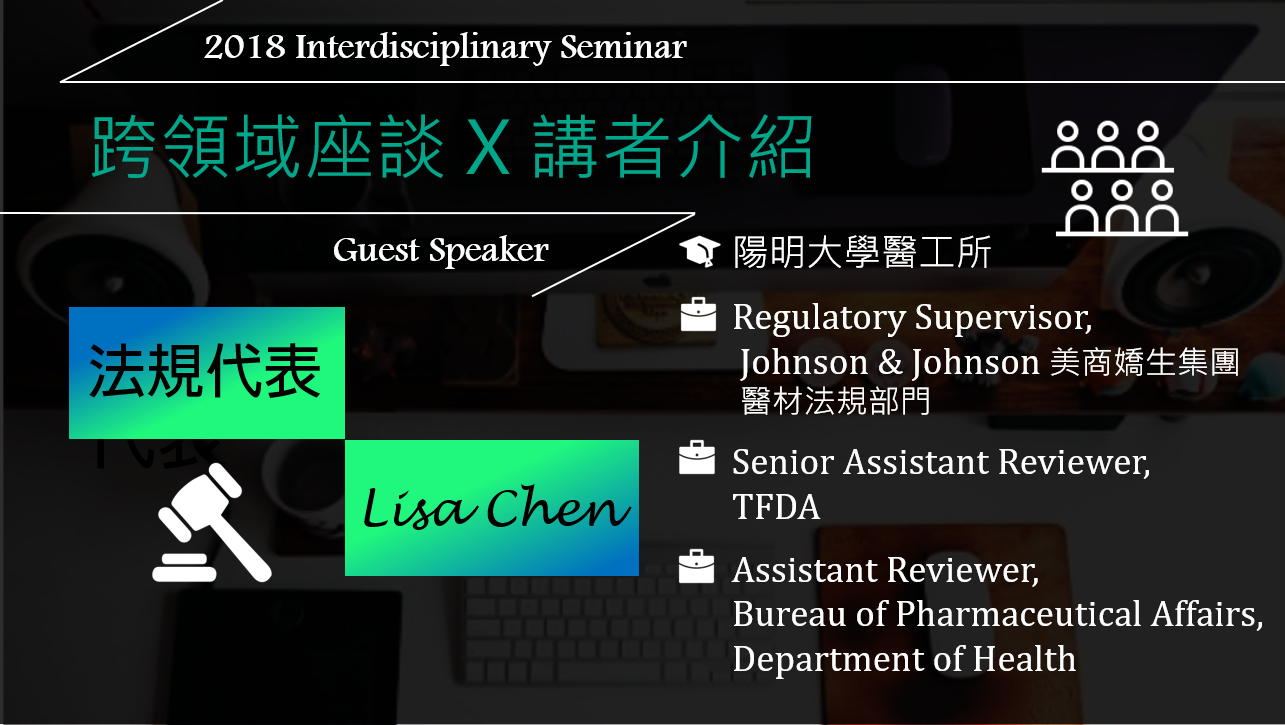 2018 Interdisciplinary Seminar
跨領域座談 X 講者介紹
Guest Speaker
法規代表
代表
Lisa Chen
陽明大學醫工所
Regulatory Supervisor,
Johnson & Johnson 美商嬌生集團
醫材法規部門
Senior Assistant Reviewer,
TFDA
Assistant Reviewer,
Bureau of Pharmaceutical Affairs,
Department of Health